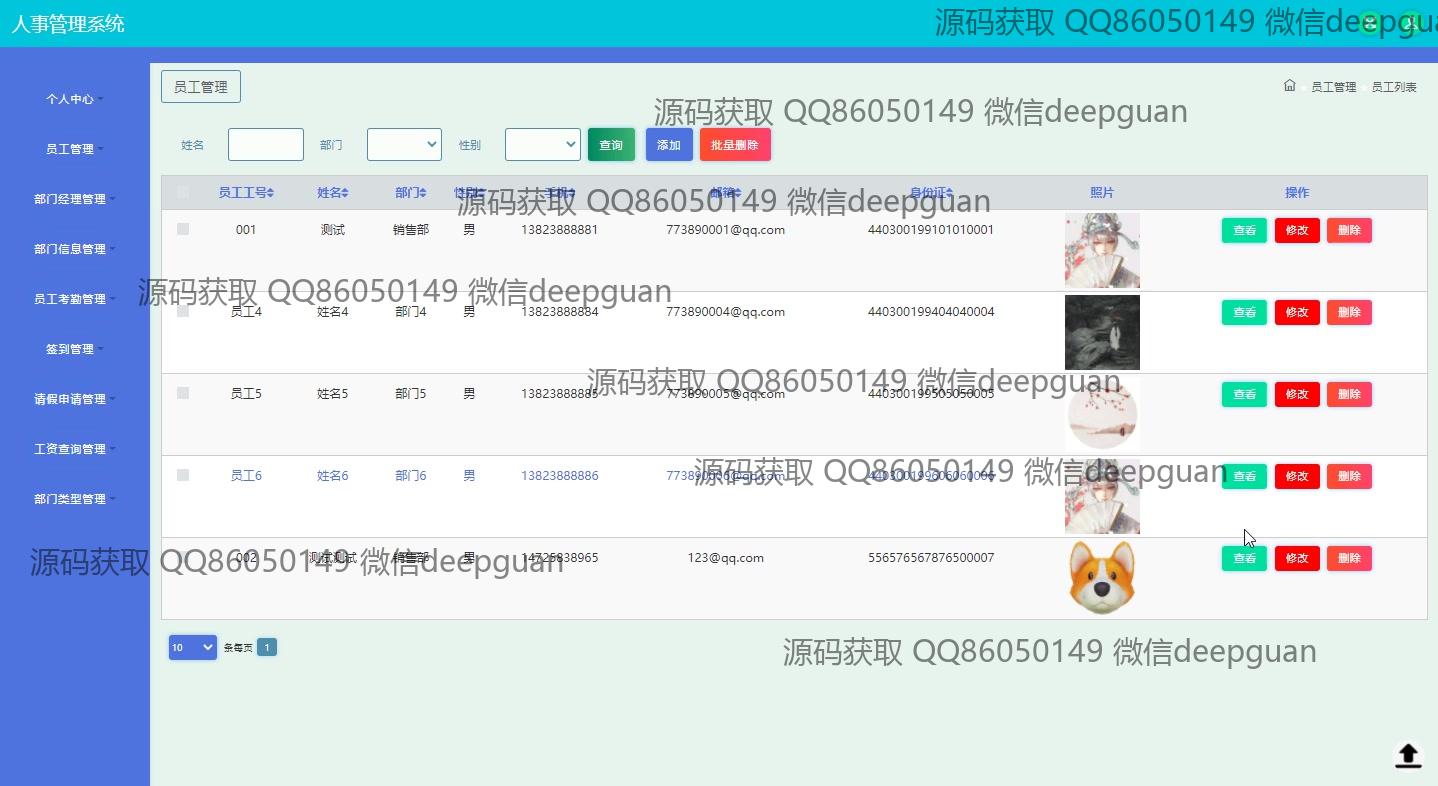 人事管理系统
源码获取 QQ86050149 微信deepgua
员工管理
员工管理 员工列表
源码获取 QQ86050149 微信deepguan
姓名 部门 性别 查询 添加 批量删除
员工工号 姓名 部门 性别 手机 邮箱 身份证 照片 操作
源码获取 QQ86050149 微信deepguan
001 测试 销售部 男 13823888881 773890001@qq.com 440300199101010001 查看 修改 删除
源码获取 QQ86050149 微信deepguan
员工4 姓名4 部门4 男 13823888884 773890004@qq.com 440300199404040004 查看 修改 删除
源码获取 QQ86050149 微信deepguan
员工5 姓名5 部门5 男 13823888885 773890005@qq.com 440300199505050005 查看 修改 删除
源码获取 QQ86050149 微信deepguan
员工6 姓名6 部门6 男 13823888886 773890006@qq.com 440300199606060006 查看 修改 删除
源码获取 QQ86050149 微信deepguan
002 测试测试 销售部 男 14725838965 123@qq.com 556576567876500007 查看 修改 删除
10 条每页 1
源码获取 QQ86050149 微信deepguan
个人中心
员工管理
部门经理管理
部门信息管理
员工考勤管理
签到管理
请假申请管理
工资查询管理
部门类型管理